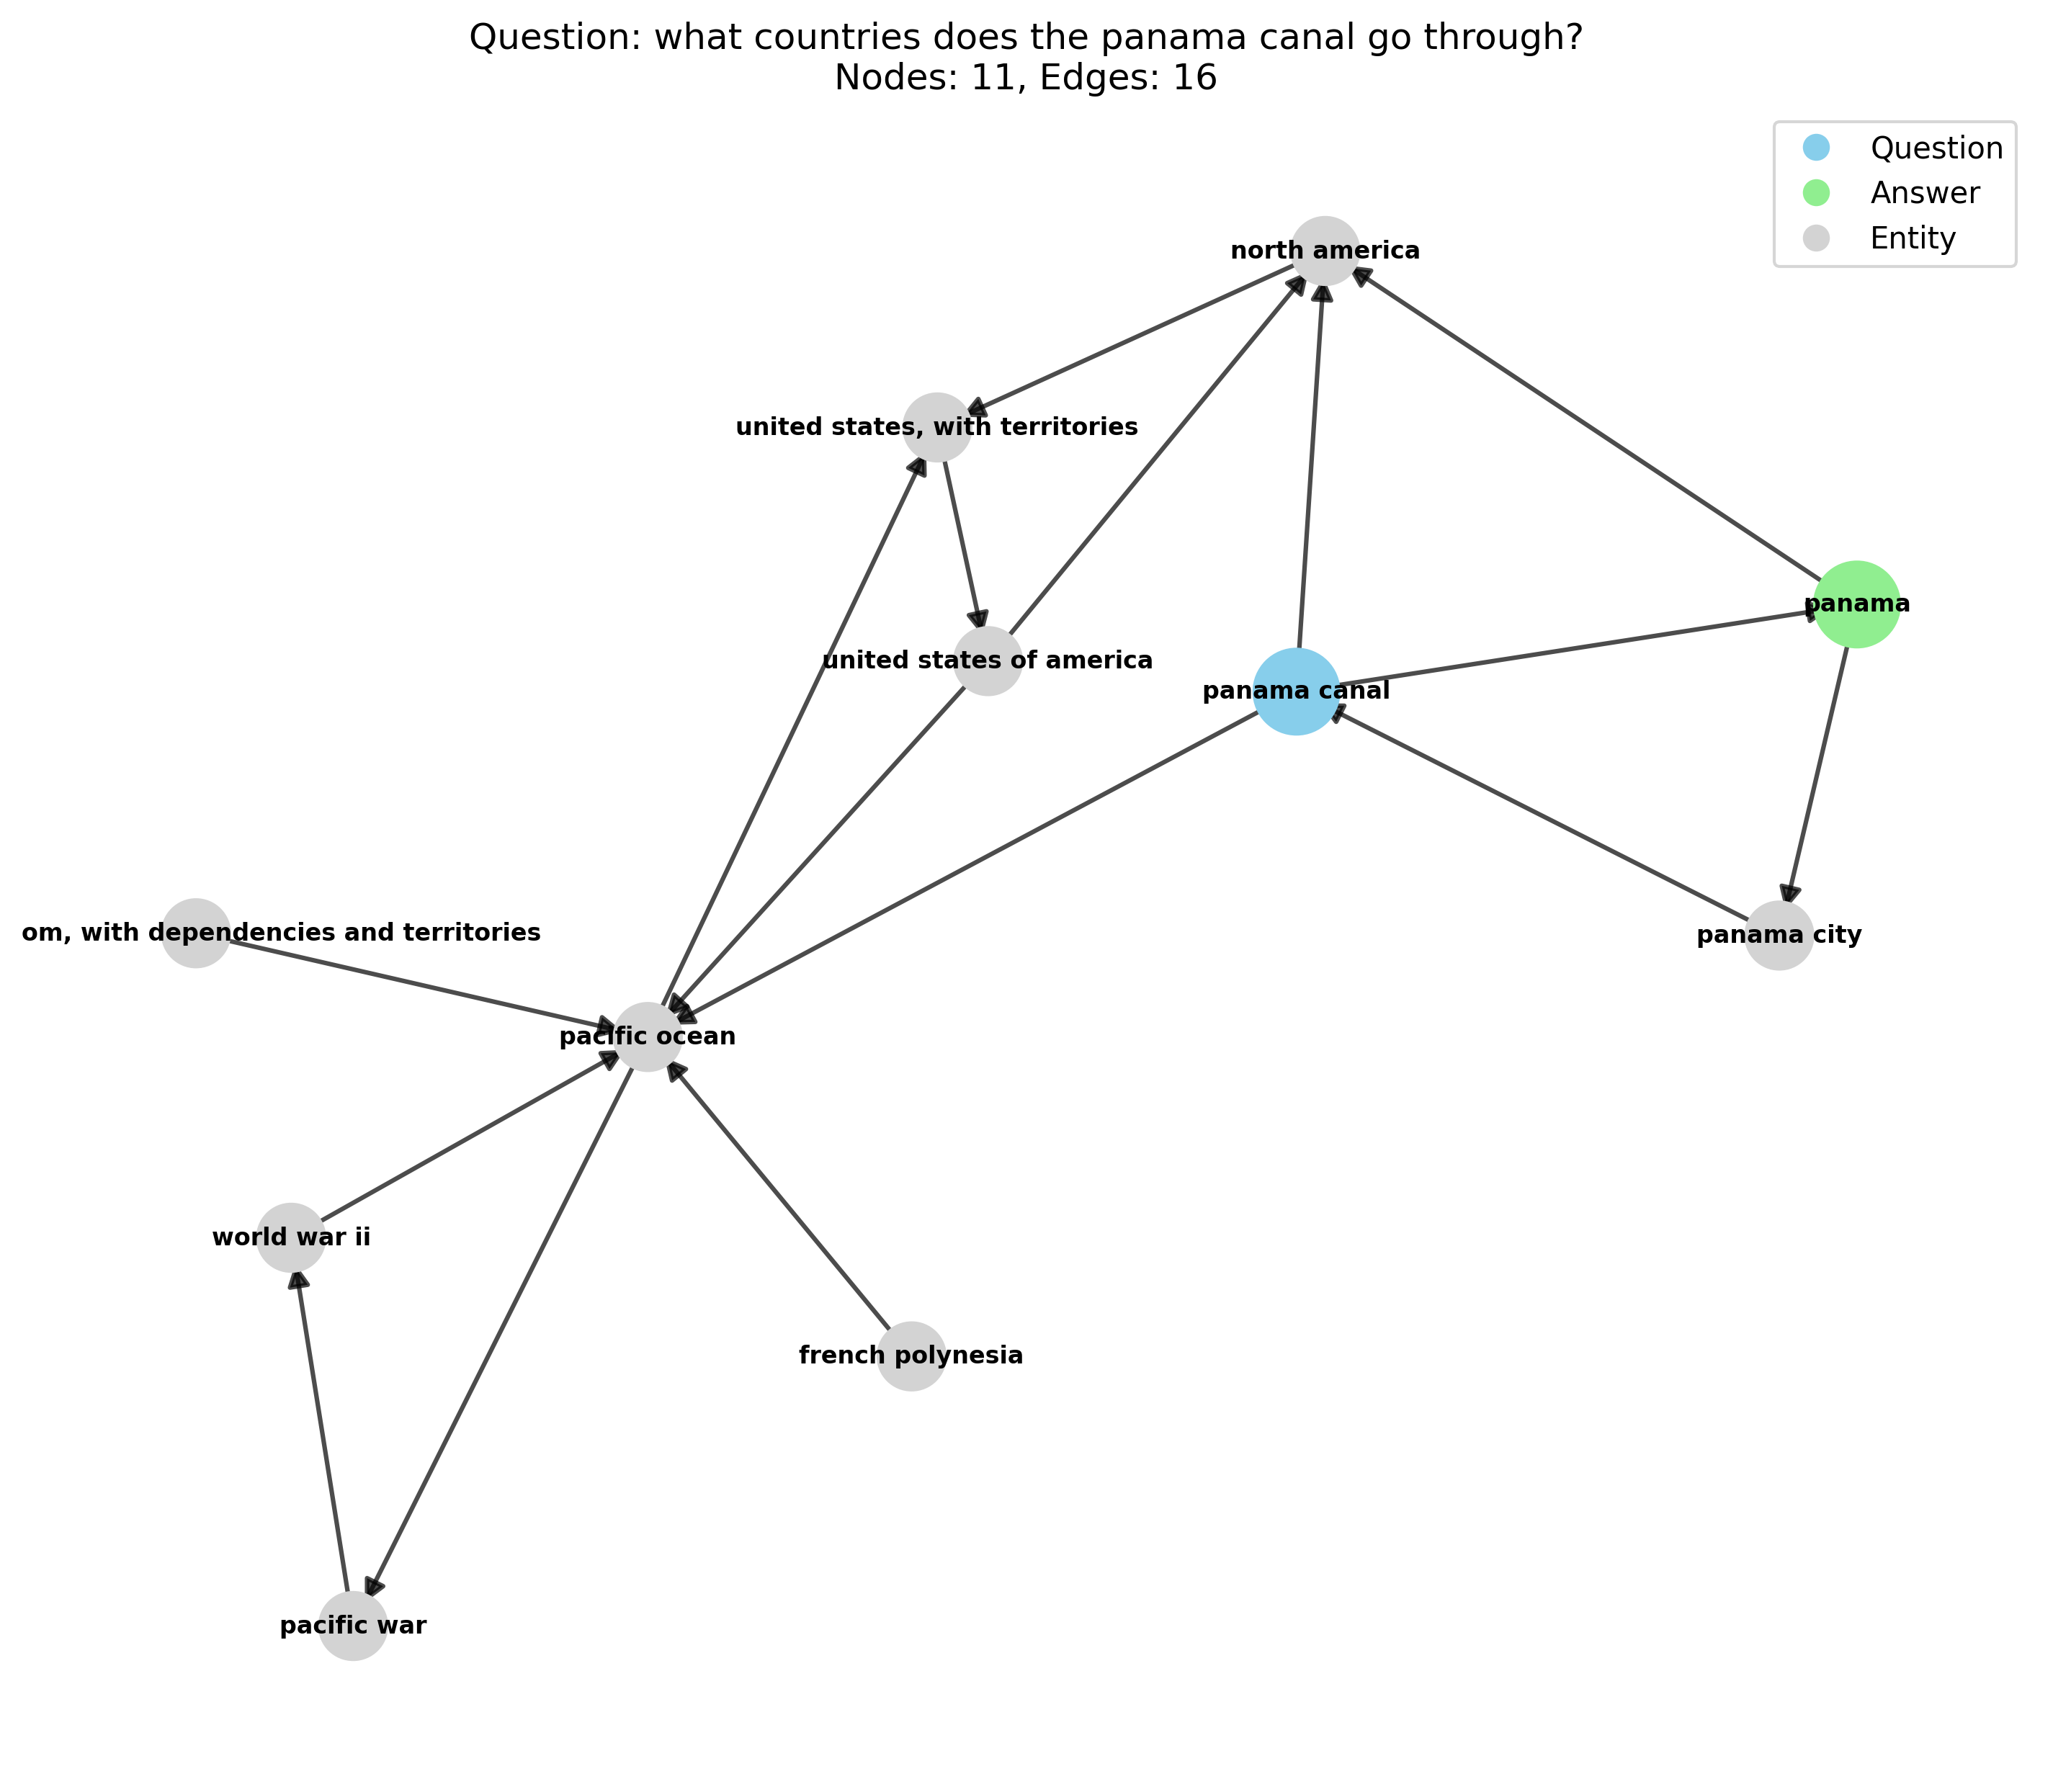 Question: what countries does the panama canal go through?
Nodes: 11, Edges: 16
Question
Answer
Entity
north america
united states, with territories
panama
united states of america
panama canal
om, with dependencies and territories
panama city
pacific ocean
world war ii
french polynesia
pacific war